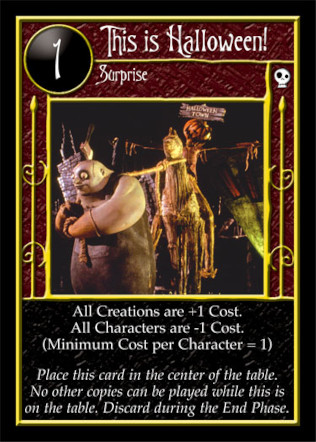 1
This is Halloween!
Surprise
HALLOWEEN
TOWN
All Creations are +1 Cost.
All Characters are -1 Cost.
(Minimum Cost per Character = 1)
Place this card in the center of the table.
No other copies can be played while this is
on the table. Discard during the End Phase.